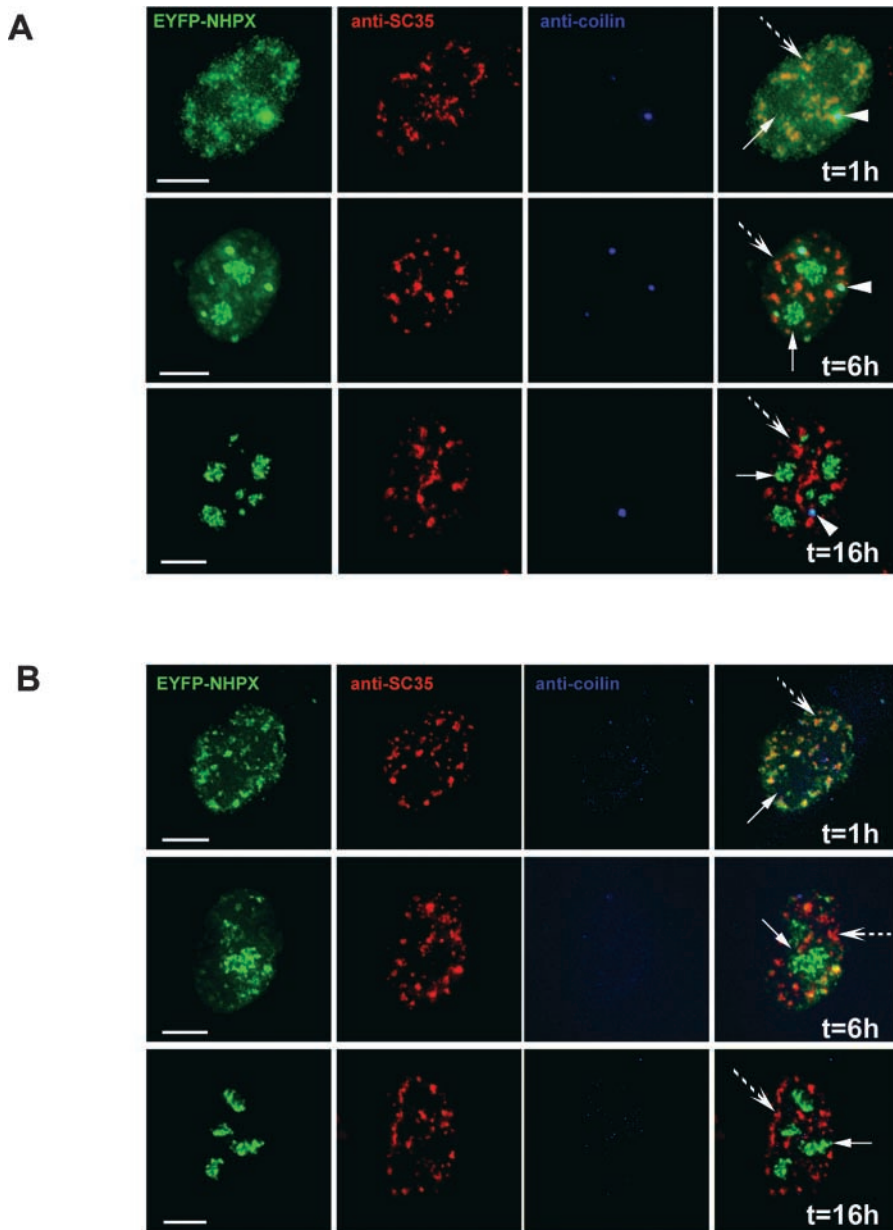 A
EYFP-NHPX anti-SC35 anti-coilin
t=1h
t=6h
t=16h
B
EYFP-NHPX anti-SC35 anti-coilin
t=1h
t=6h
t=16h